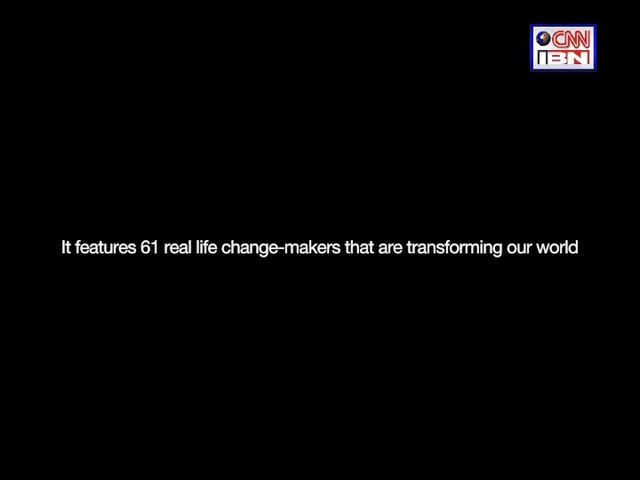 CNN
IBN
It features 61 real life change-makers that are transforming our world